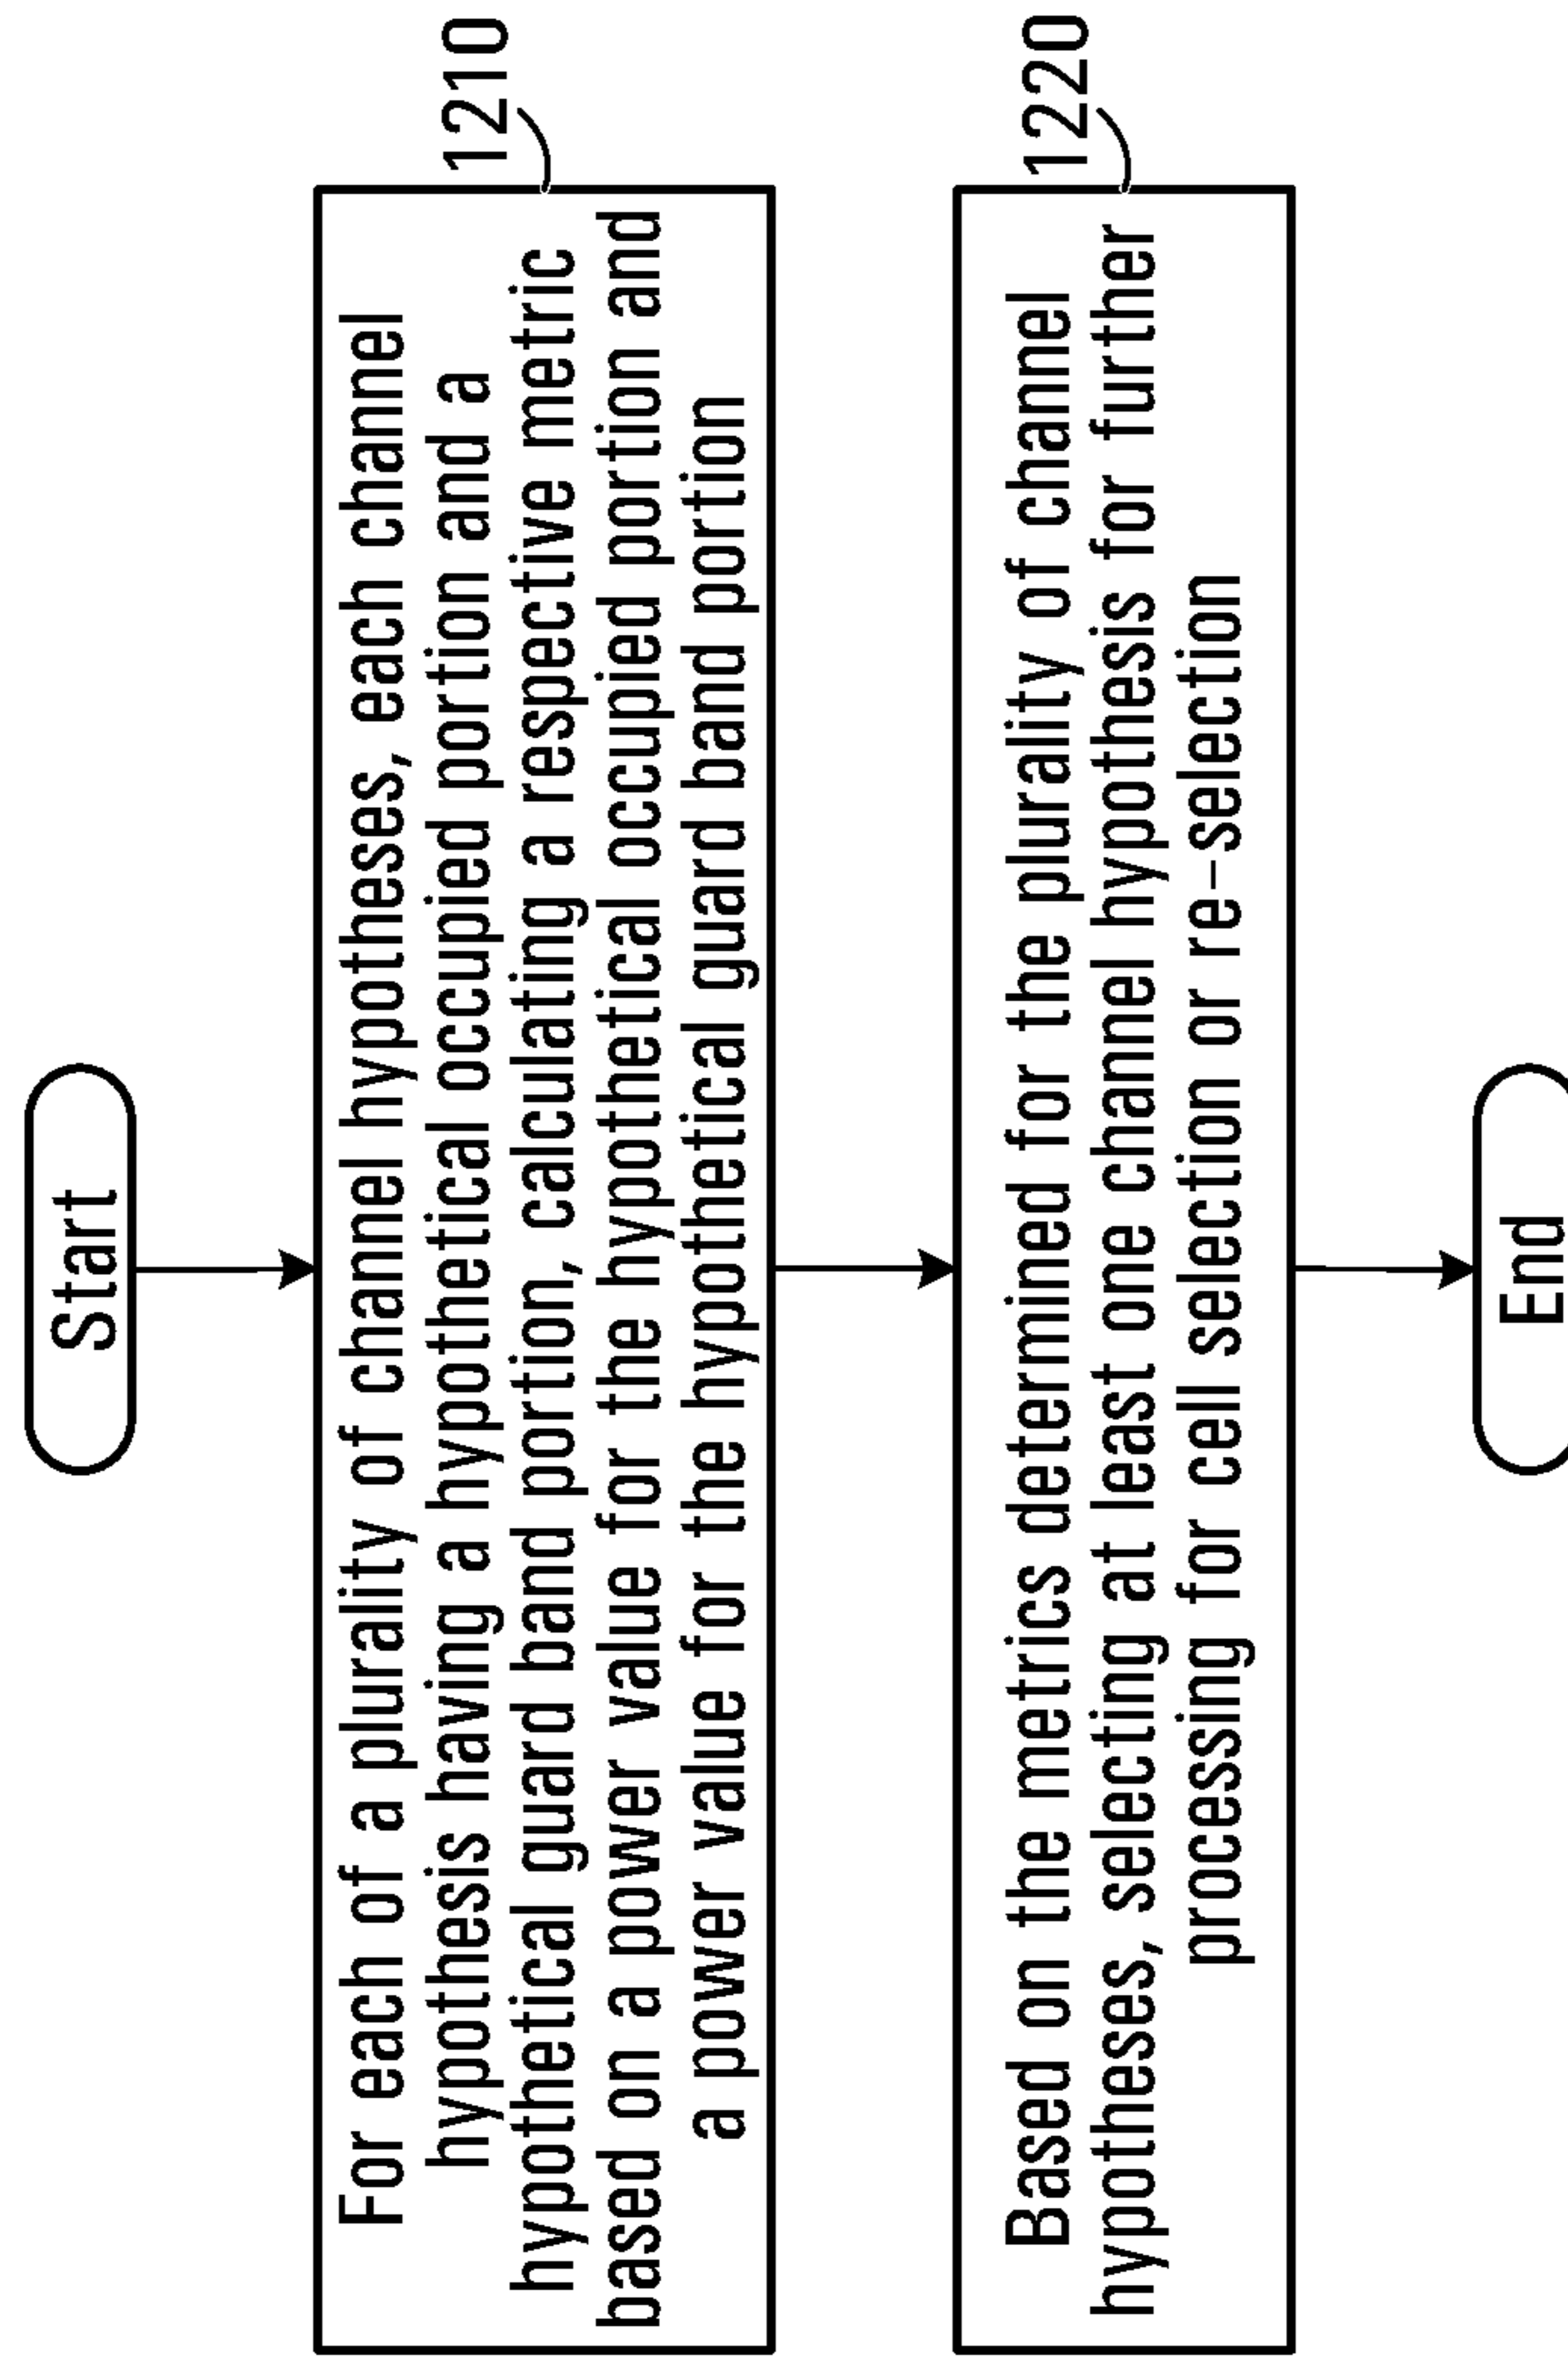 Start
1210
For each of a plurality of channel hypotheses, each channel
hypothesis having a hypothetical occupied portion and a
hypothetical guard band portion, calculating a respective metric
based on a power value for the hypothetical occupied portion and
a power value for the hypothetical guard band portion
1220
Based on the metrics determined for the plurality of channel
hypotheses, selecting at least one channel hypothesis for further
processing for cell selection or re-selection
End